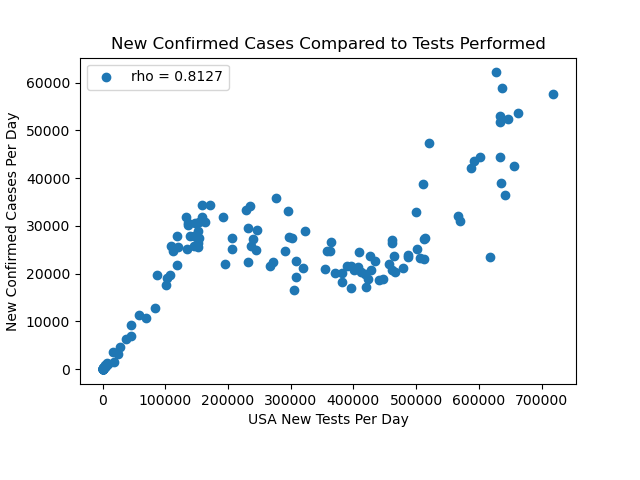 New Confirmed Cases Compared to Tests Performed
rho = 0.8127
60000
50000
40000
30000
20000
10000
0
New Confirmed Caeses Per Day
0 100000 200000 300000 400000 500000 600000 700000
USA New Tests Per Day